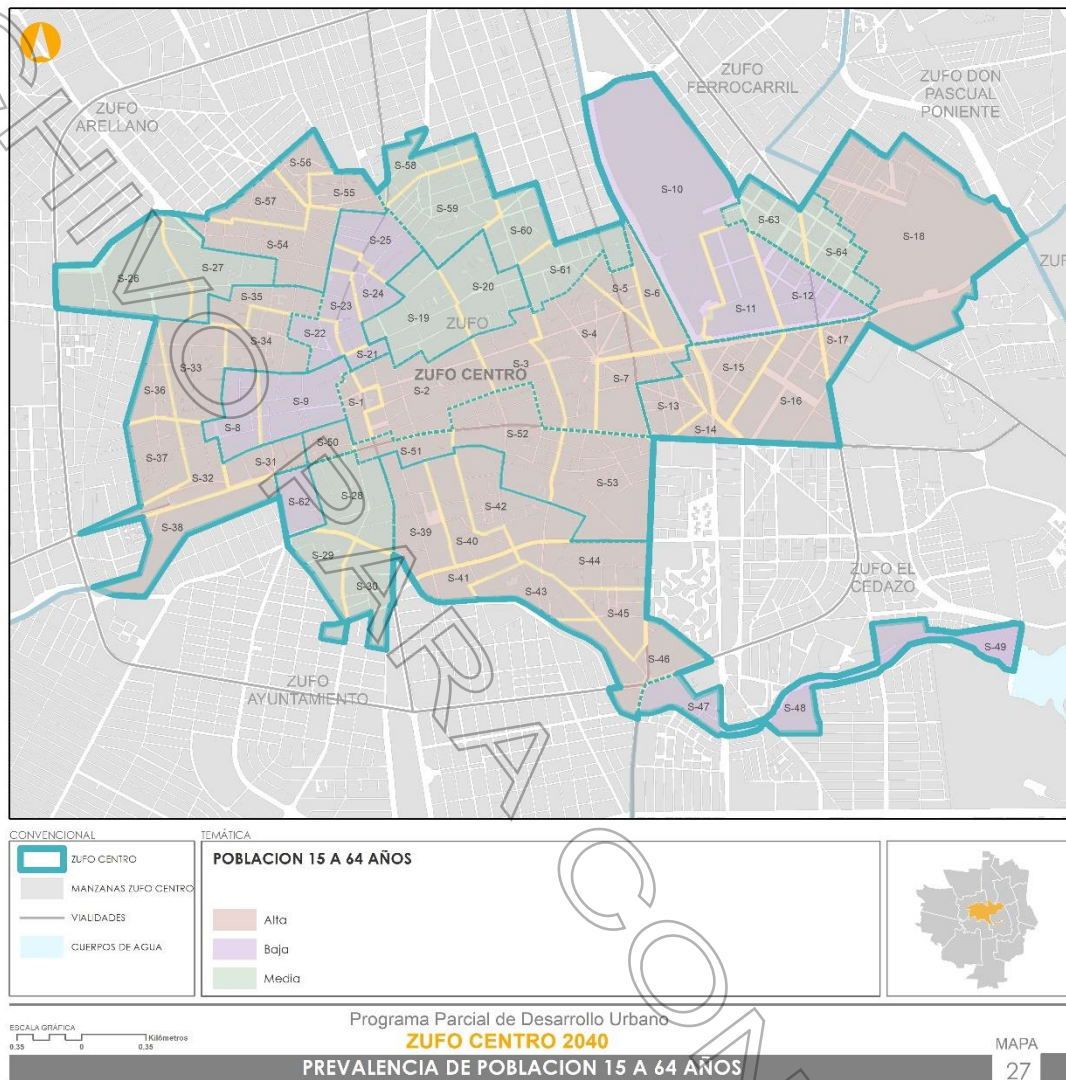 ZUFO
ARELLANO
ZUFO
FERROCARRIL
ZUFO DON
PASCUAL
PONIENTE
S-56
S-58
S-57
S-55
S-10
S-59
S-63
S-25
S-60
S-18
S-54
S-64
ZUF
S-26
S-27
S-61
S-20
S-5
S-6
S-12
S-24
S-35
S-23
S-11
S-19
ZUFO
S-22
S-4
S-34
S-17
S-21
S-33
S-3
S-15
ZUFO CENTRO
S-7
S-36
S-2
S-9
S-1
S-16
S-13
S-8
S-14
S-52
S-50
S-51
S-37
S-31
S-32
S-53
S-28
S-62
S-42
S-38
S-39
S-40
S-29
S-44
ZUFO EL
CEDAZO
S-41
S-30
S-43
S-45
S-49
S-46
ZUFO
AYUNTAMIENTO
S-47
S-48
CHIVO PARA CON
CONVENCIONAL
ZUFO CENTRO
MANZANAS ZUFO CENTRO
VIALIDADES
CUERPOS DE AGUA
TEMÁTICA
POBLACION 15 A 64 AÑOS
Alta
Baja
Media
ESCALA GRÁFICA
0.35 0 0.35 Kilómetros
Programa Parcial de Desarrollo Urbano
ZUFO CENTRO 2040
PREVALENCIA DE POBLACION 15 A 64 AÑOS
MAPA
27